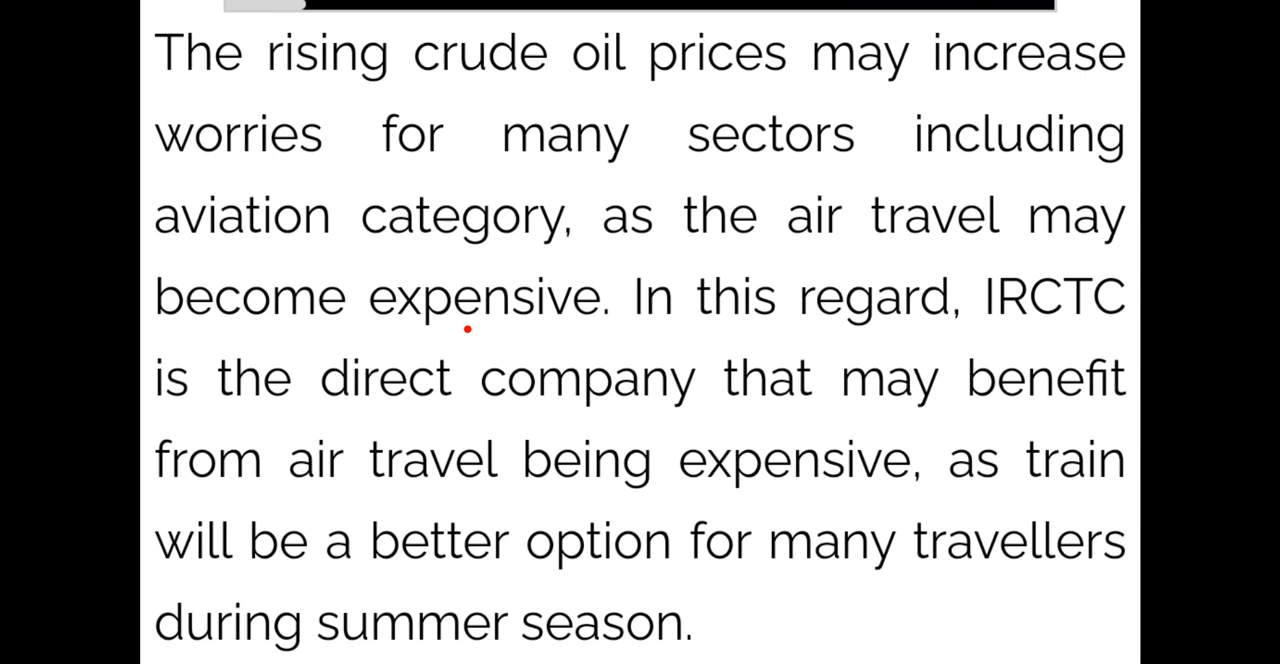 The rising crude oil prices may increase
worries for many sectors including
aviation category, as the air travel may
become expensive. In this regard, IRCTC
is the direct company that may benefit
from air travel being expensive, as train
will be a better option for many travellers
during summer season.